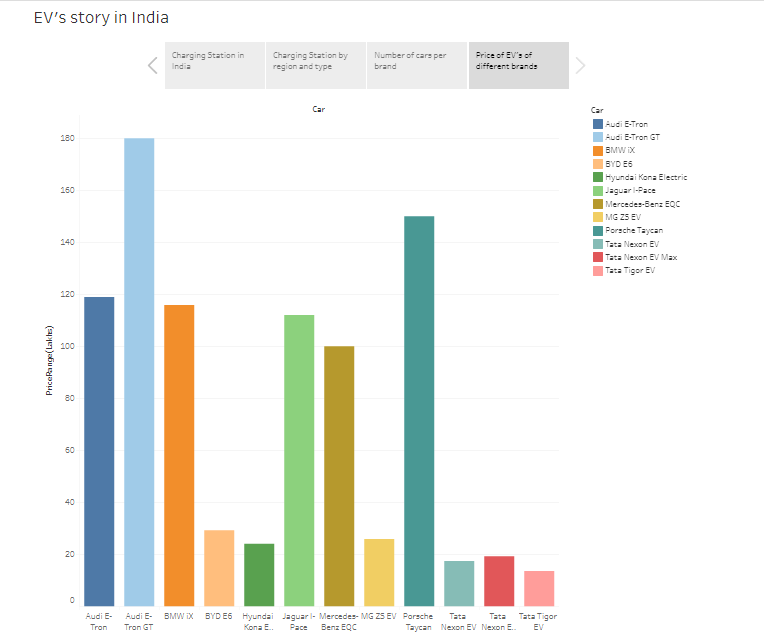 EV's story in India
Charging Station in
India
Charging Station by
region and type
Number of cars per
brand
Price of EV's of
different brands
Car
PriceRange(Lakhs)
180
160
140
120
100
80
60
40
20
0
Audi E-
Tron
Audi E-
Tron GT
BMW iX
BYD E6
Hyundai
Kona E..
Jaguar I-
Pace
Mercedes-
Benz EQC
MG ZS EV
Porsche
Taycan
Tata
Nexon EV
Tata
Nexon E..
Tata Tigor
EV
Car
Audi E-Tron
Audi E-Tron GT
BMW iX
BYD E6
Hyundai Kona Electric
Jaguar I-Pace
Mercedes-Benz EQC
MG ZS EV
Porsche Taycan
Tata Nexon EV
Tata Nexon EV Max
Tata Tigor EV